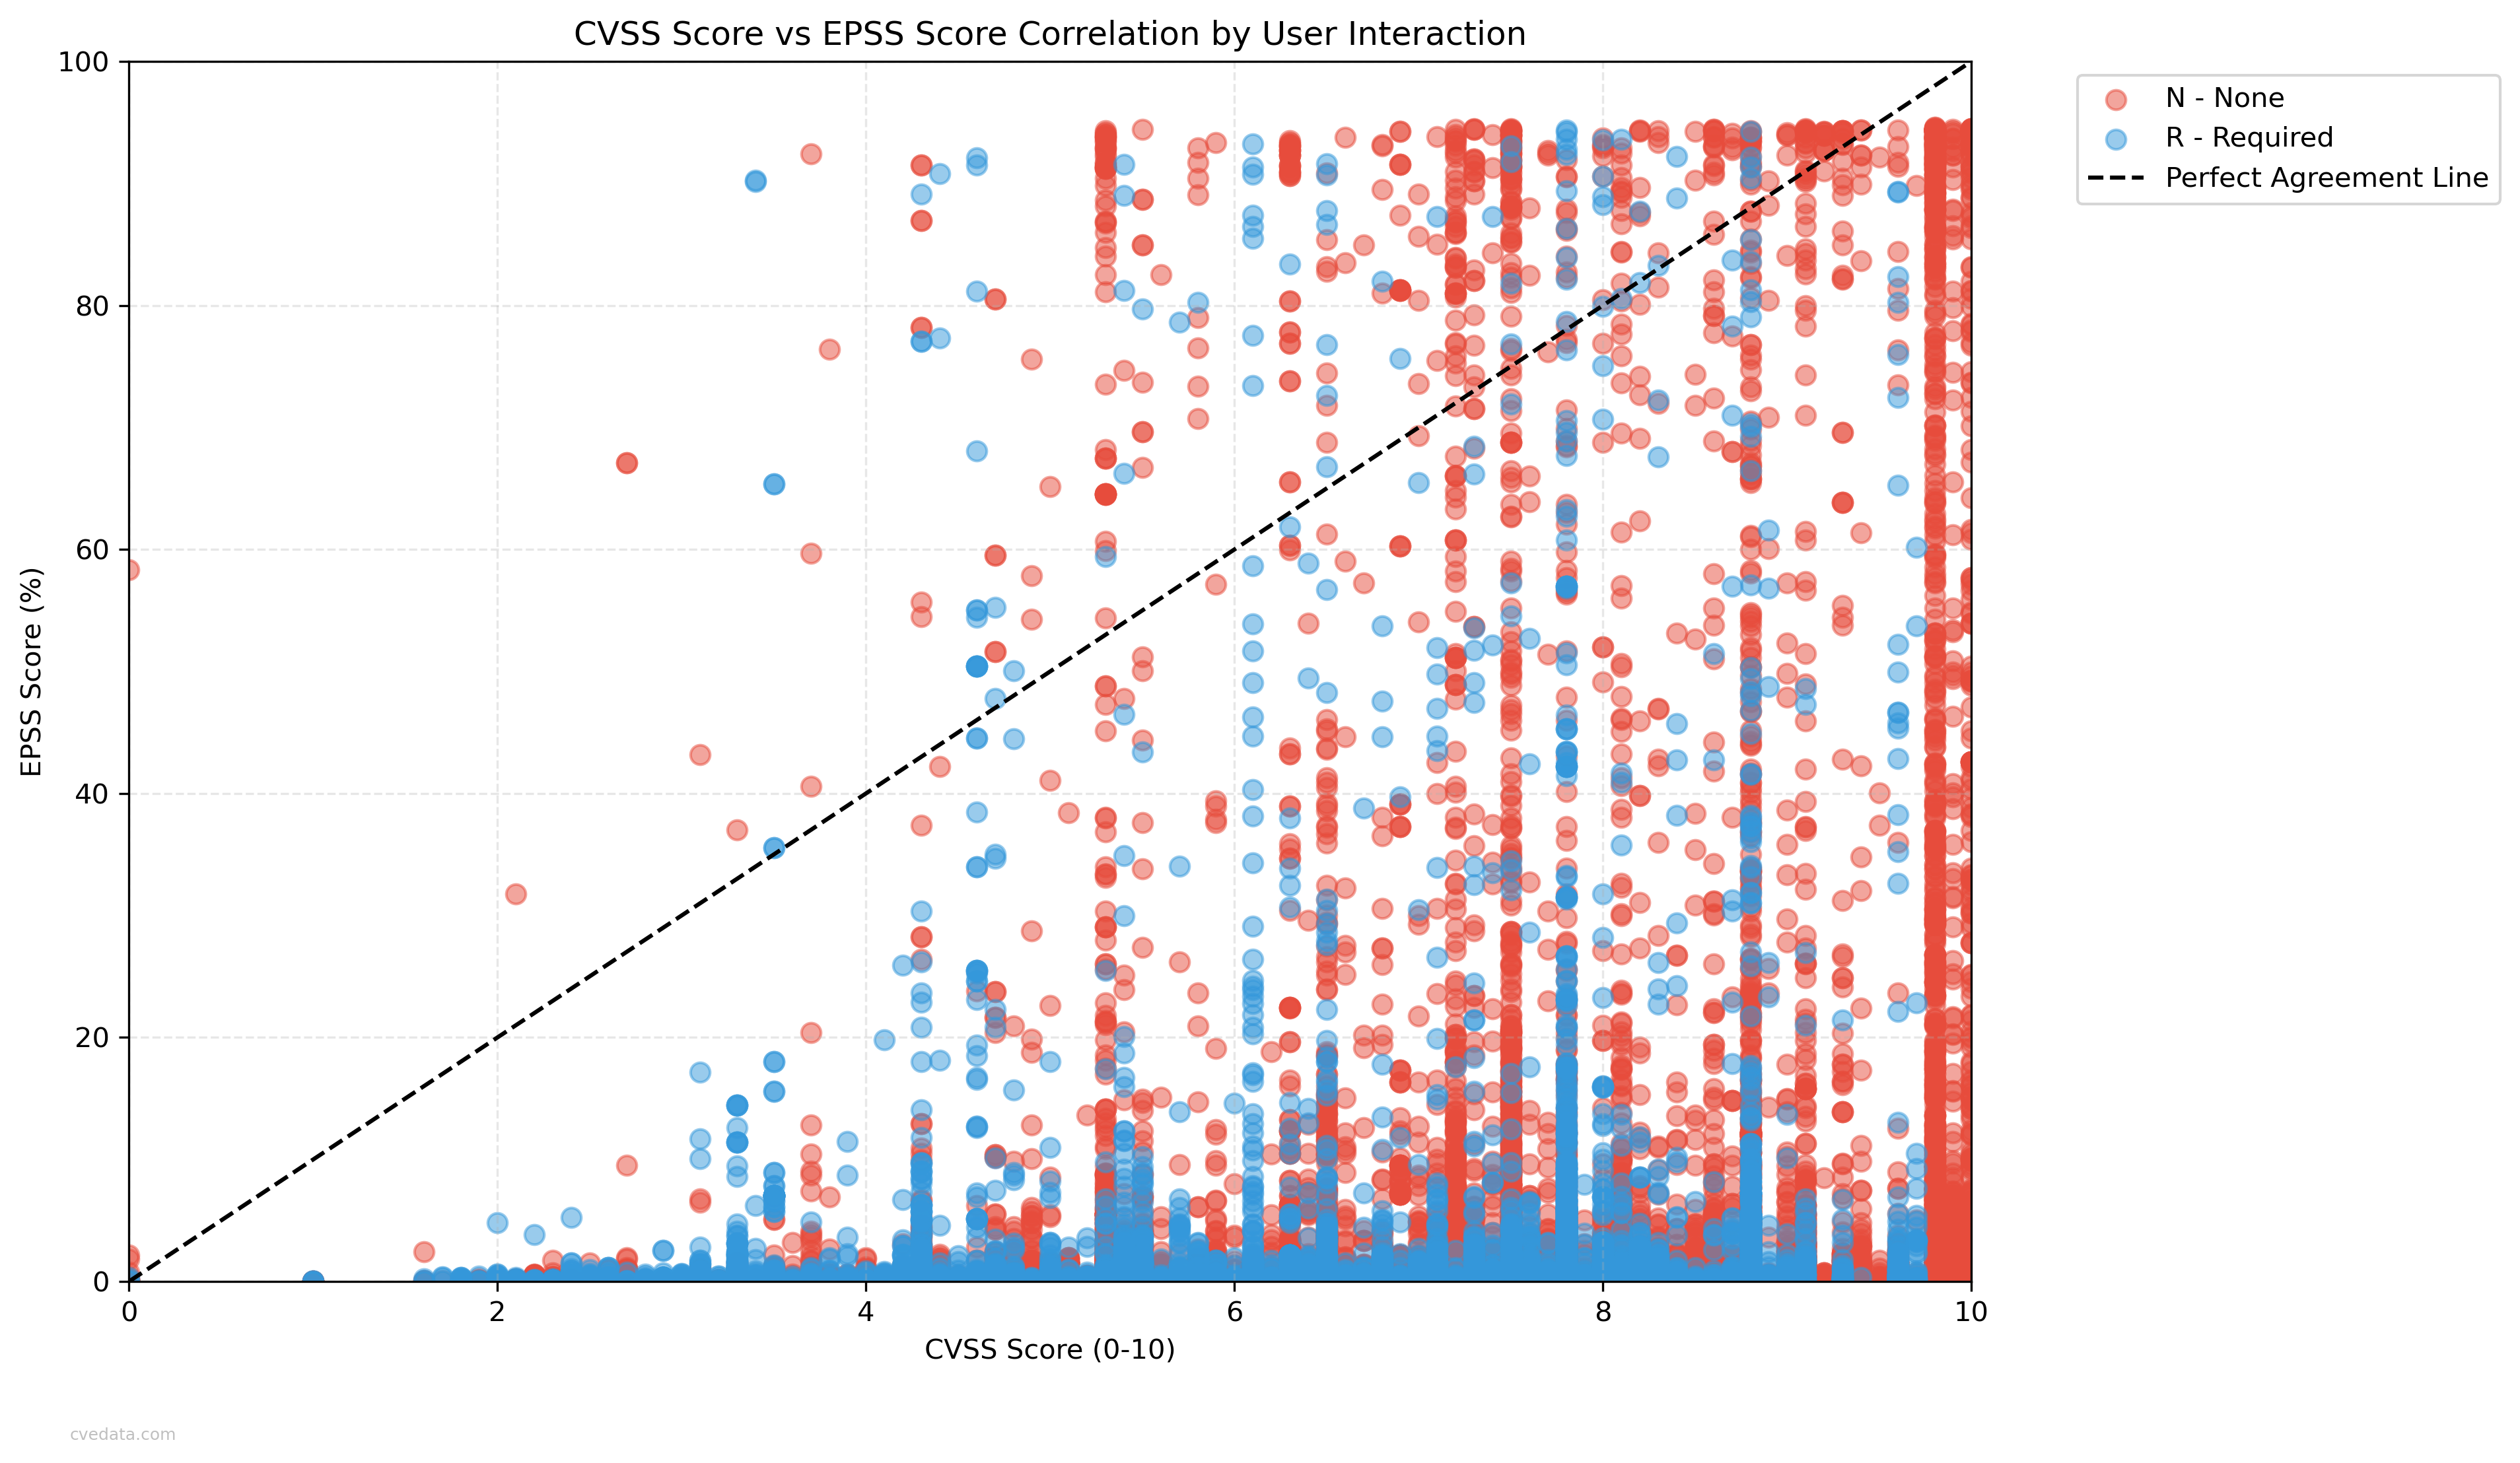 CVSS Score vs EPSS Score Correlation by User Interaction
N - None
R - Required
Perfect Agreement Line
EPSS Score (%)
100
80
60
40
20
0
0 2 4 6 8 10
CVSS Score (0-10)
cvedata.com